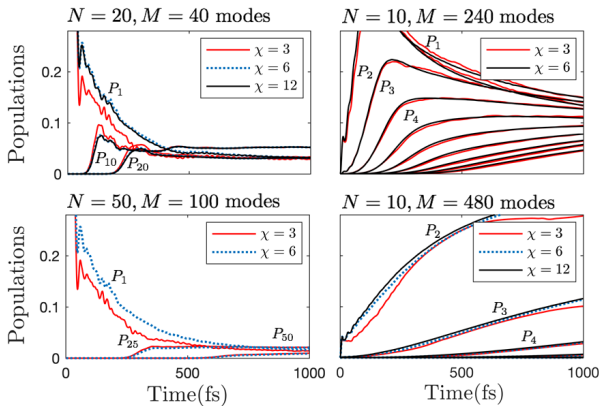 N = 20, M = 40 modes
N = 10, M = 240 modes
Populations
0.2
0.1
0
P₁
P₁₀
P₂₀
χ = 3
χ = 6
χ = 12
P₁
P₂
P₃
P₄
χ = 3
χ = 6
N = 50, M = 100 modes
N = 10, M = 480 modes
Populations
0.2
0.1
0
P₁
P₂₅
P₅₀
χ = 3
χ = 6
P₂
P₃
P₄
χ = 3
χ = 6
χ = 12
0
500
1000
500
1000
Time(fs)
Time(fs)